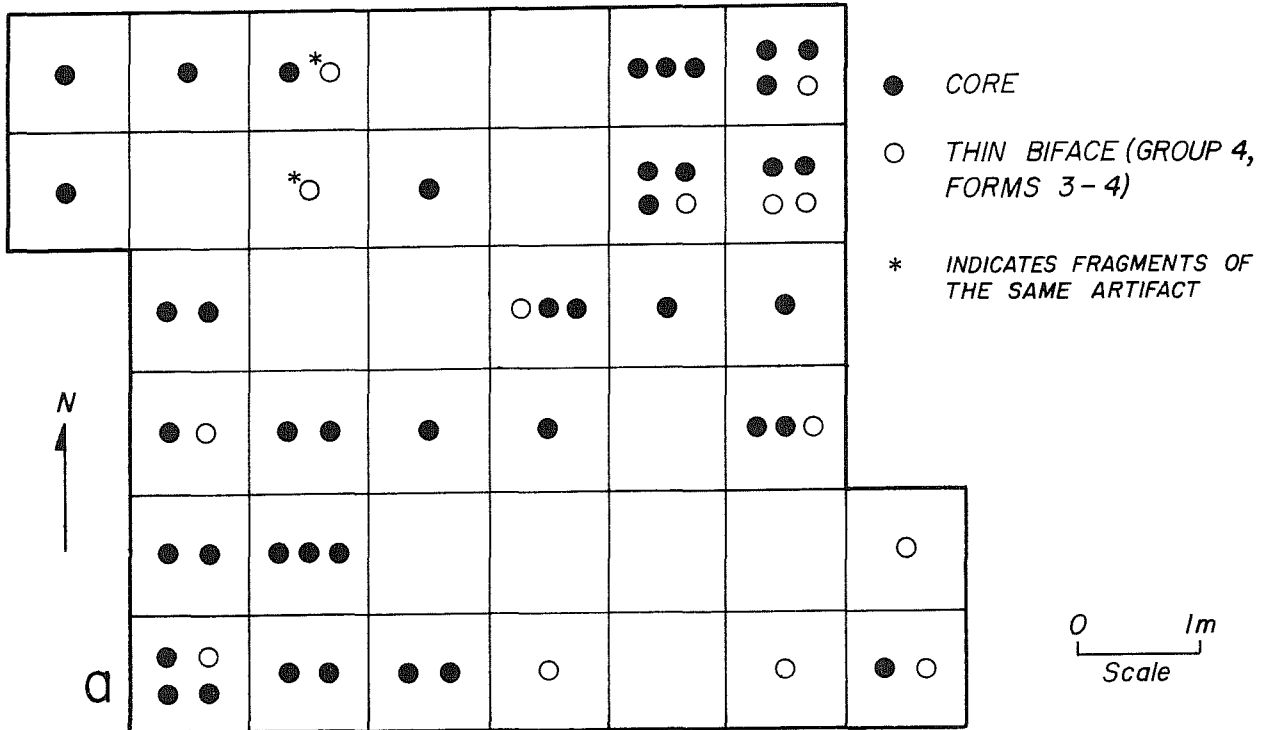 *
● CORE
○ THIN BIFACE (GROUP 4,
FORMS 3-4)
*
* INDICATES FRAGMENTS OF
THE SAME ARTIFACT
N
0 1m
Scale
a